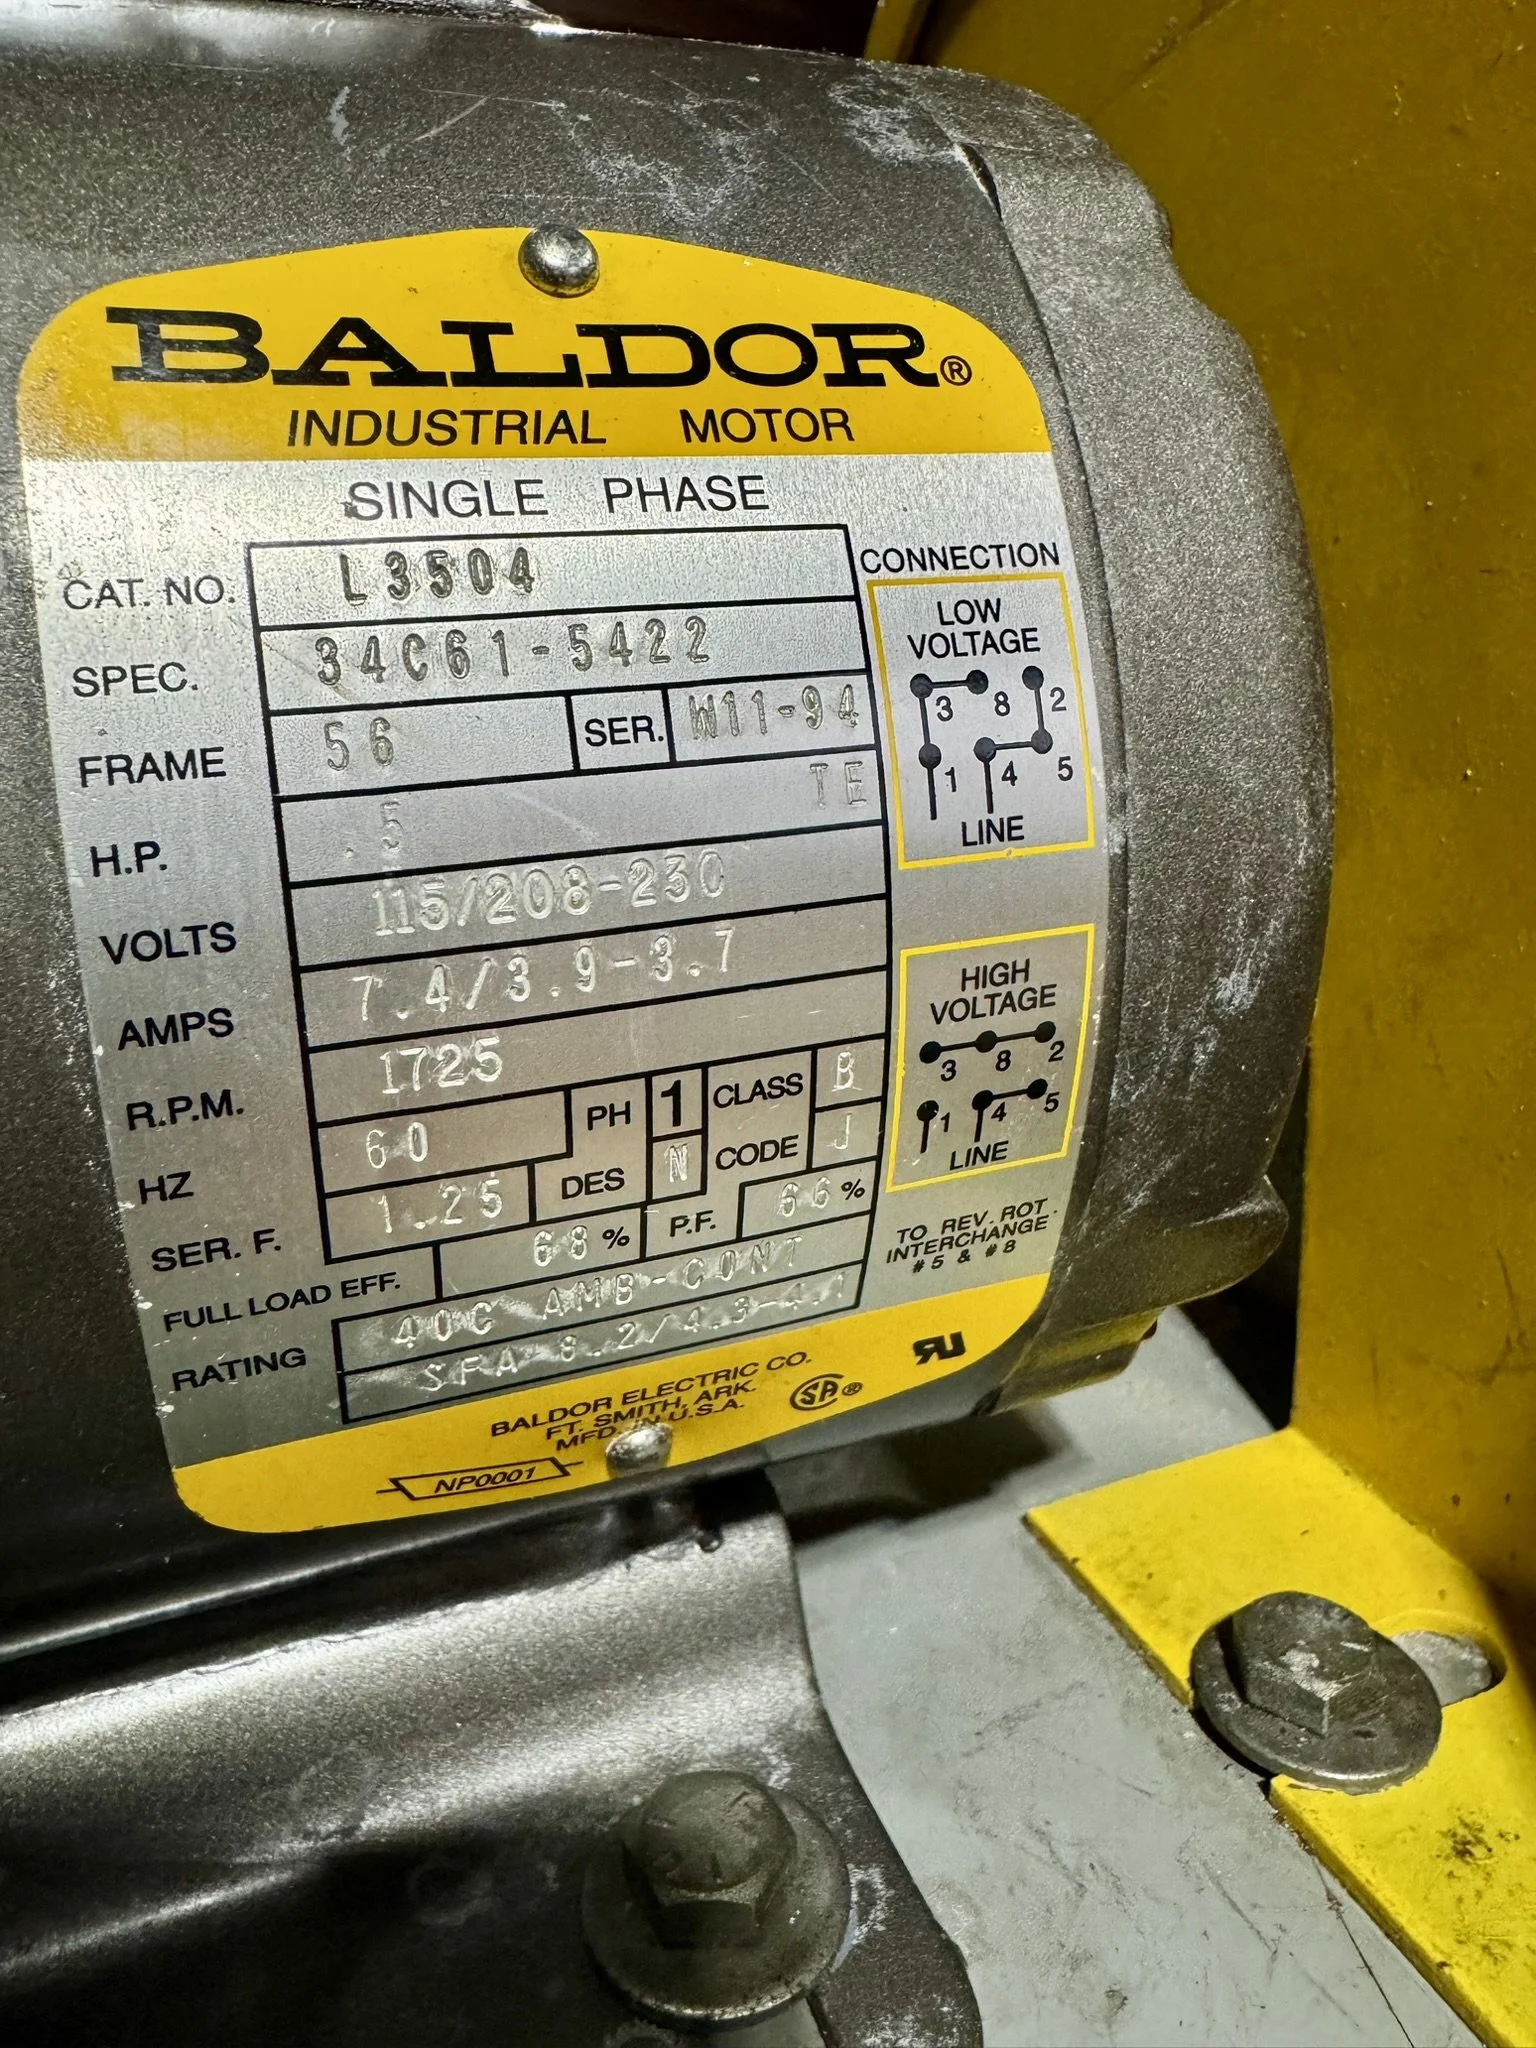 BALDOR®
INDUSTRIAL MOTOR
SINGLE PHASE
CAT. NO. L3504
SPEC. 34C61-5422
FRAME 56 SER. W11-94
H.P. .5 TE
VOLTS 115/208-230
AMPS 7.4/3.9-3.7
R.P.M. 1725
HZ 60 PH 1 CLASS B
SER. F. 1.25 DES N CODE J
FULL LOAD EFF. 68% P.F. 66%
RATING 40C AMB-CONT
SFA 8.2/4.3-4.1
CONNECTION
LOW
VOLTAGE
3 8 2
1 4 5
LINE
HIGH
VOLTAGE
3 8 2
1 4 5
LINE
TO REV. ROT.
INTERCHANGE
#5 & #8
BALDOR ELECTRIC CO.
FT. SMITH, ARK.
MFD. IN U.S.A.
SA®
RU
NP0001